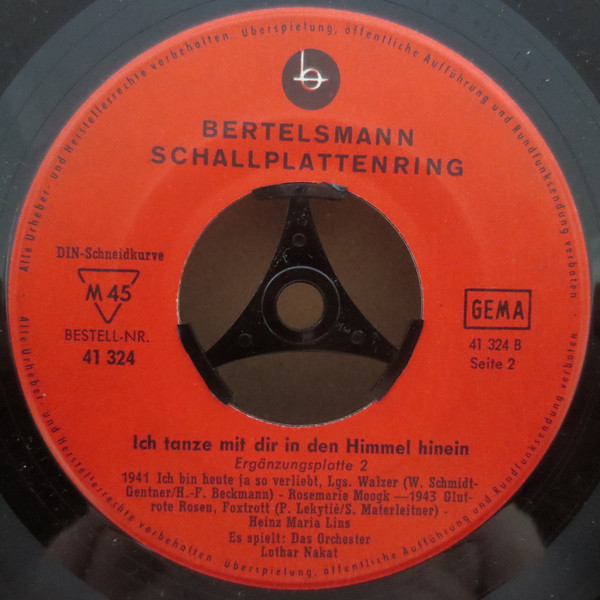 Alle Urheber- und Herstellerrechte vorbehalten. Überspielung, öffentliche Aufführung und Rundfunksendung verboten
b
BERTELSMANN
SCHALLPLATTENRING
DIN-Schneidkurve
M 45
BESTELL-NR.
41 324
GEMA
41 324 B
Seite 2
Ich tanze mit dir in den Himmel hinein
Ergänzungsplatte 2
1941 Ich bin heute ja so verliebt, Lgs. Walzer (W. Schmidt-
Gentner/H.-F. Beckmann) - Rosemarie Moogk — 1943 Glut-
rote Rosen, Foxtrott (P. Lekytié/S. Materleitner) -
Heinz Maria Lins
Es spielt: Das Orchester
Lothar Nakat
Alle Urheber- und Herstellerrechte vorbehalten. Überspielung, öffentliche Aufführung und Rundfunksendung verboten